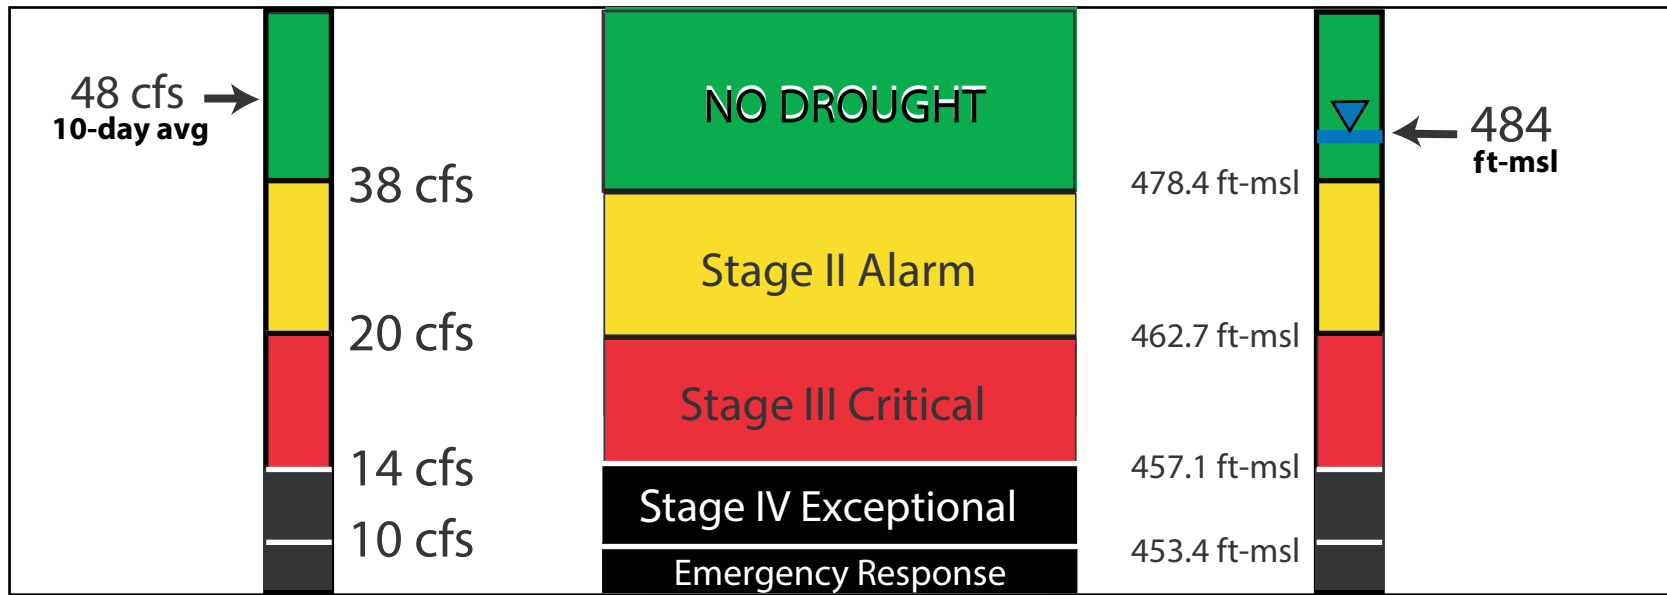 48 cfs
10-day avg
38 cfs
20 cfs
14 cfs
10 cfs
NO DROUGHT
Stage II Alarm
Stage III Critical
Stage IV Exceptional
Emergency Response
478.4 ft-msl
462.7 ft-msl
457.1 ft-msl
453.4 ft-msl
484
ft-msl